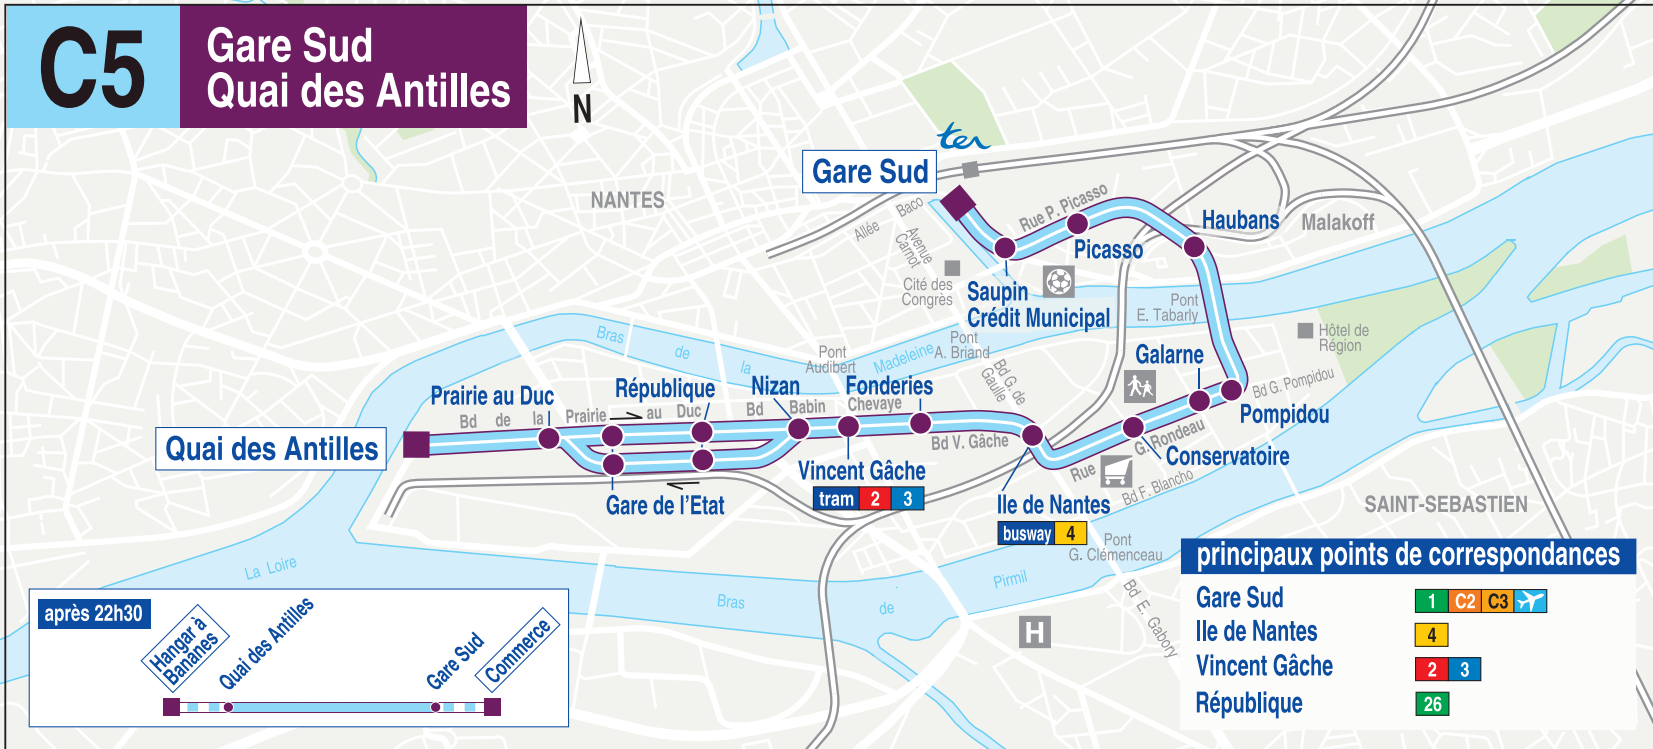 C5
Gare Sud
Quai des Antilles
N
ter
Gare Sud
NANTES
Allée
Baco
Avenue
Carnot
Rue P. Picasso
Haubans
Malakoff
Picasso
Cité des
Congrès
Saupin
Crédit Municipal
Pont
E. Tabarly
Hôtel de
Région
Bras
de
la
Madeleine
Pont
Audibert
Pont
A. Briand
Bd G. de
Gaulle
Galarne
Bd G. Pompidou
Pompidou
Prairie au Duc
République
Nizan
Fonderies
Bd de la Prairie au Duc
Bd Babin Chevaye
Bd V. Gâche
Quai des Antilles
Rue G. Rondeau
Conservatoire
Bd F. Blancho
Vincent Gâche
tram 2 3
Gare de l'Etat
Ile de Nantes
busway 4
Pont
G. Clémenceau
SAINT-SEBASTIEN
La Loire
Bras
de
Pirmil
Bd E. Gabory
H
après 22h30
Hangar à
Bananes
Quai des Antilles
Gare Sud
Commerce
principaux points de correspondances
Gare Sud 1 C2 C3
Ile de Nantes 4
Vincent Gâche 2 3
République 26